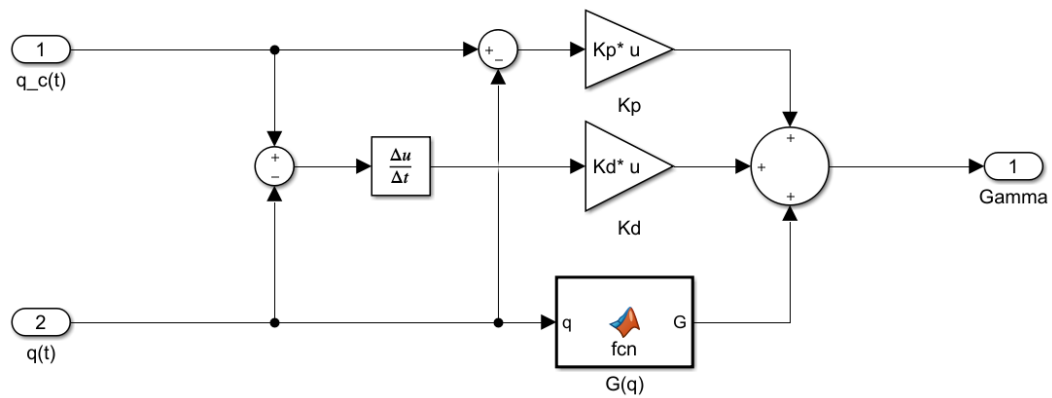 1
q_c(t)
+
−
Kp* u
Kp
+
−
Δu
Δt
Kd* u
Kd
+
+
+
1
Gamma
2
q(t)
q
fcn
G
G(q)